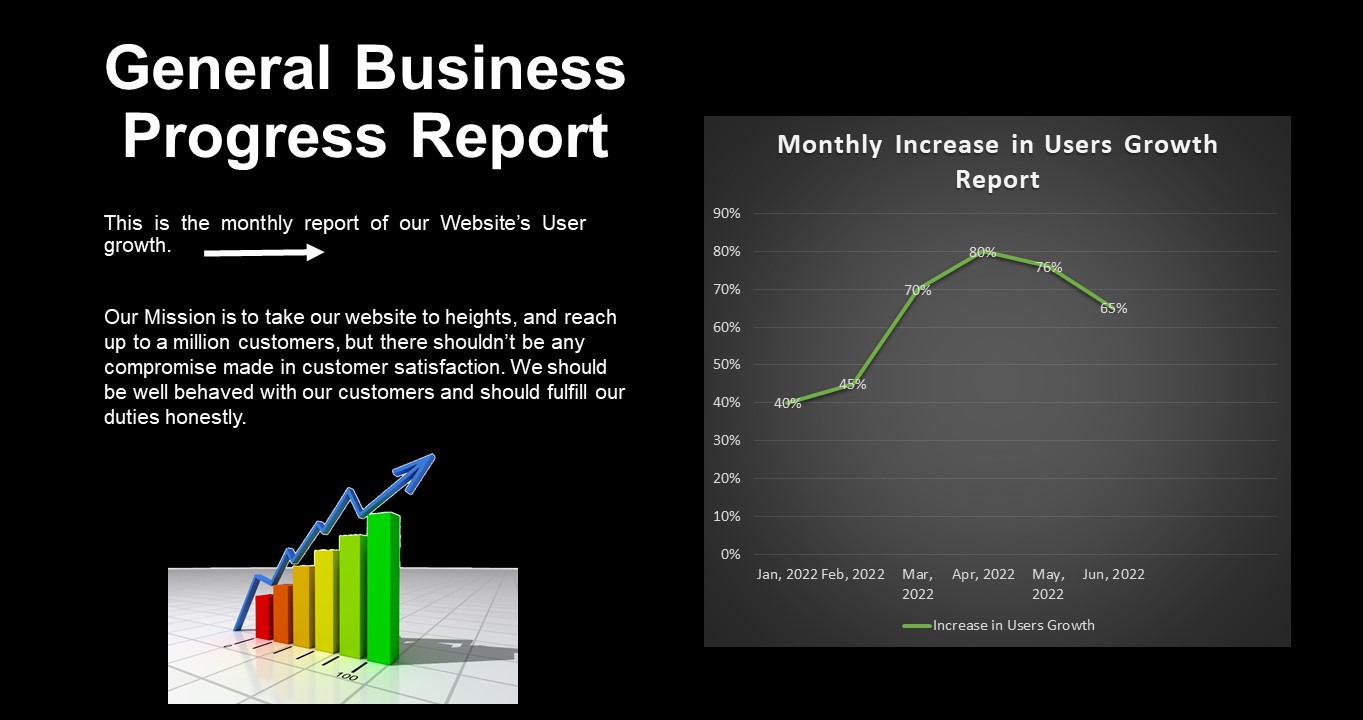 General Business
Progress Report
This is the monthly report of our Website’s User
growth.
Our Mission is to take our website to heights, and reach
up to a million customers, but there shouldn’t be any
compromise made in customer satisfaction. We should
be well behaved with our customers and should fulfill our
duties honestly.
100
Monthly Increase in Users Growth
Report
90%
80%
70%
60%
50%
40%
30%
20%
10%
0%
40%
45%
70%
80%
76%
65%
Jan, 2022 Feb, 2022 Mar, Apr, 2022 May, Jun, 2022
2022 2022
Increase in Users Growth